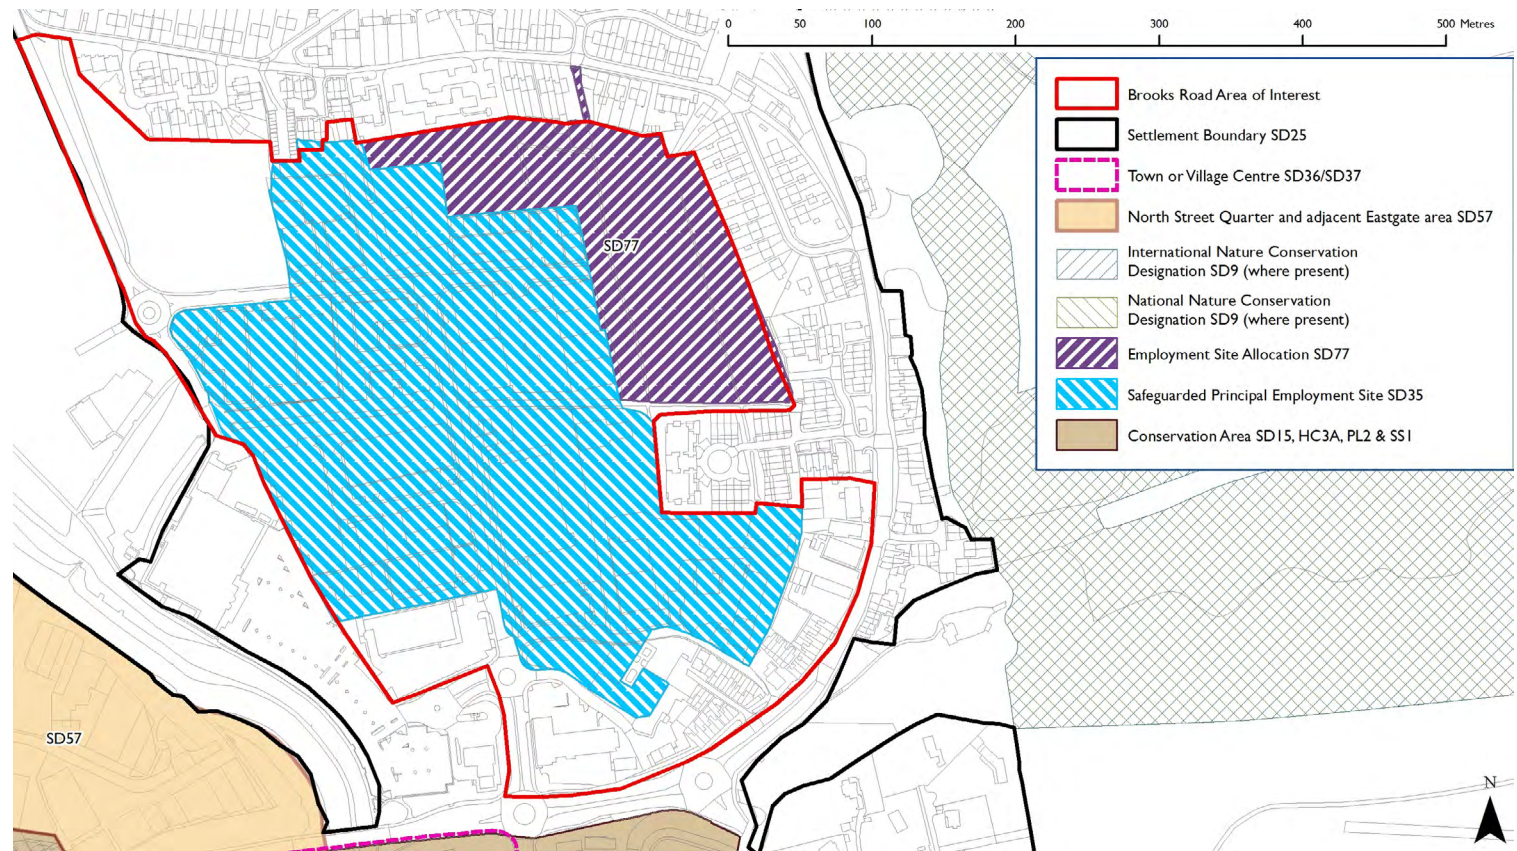 0 50 100 200 300 400 500 Metres
Brooks Road Area of Interest
Settlement Boundary SD25
Town or Village Centre SD36/SD37
North Street Quarter and adjacent Eastgate area SD57
International Nature Conservation
Designation SD9 (where present)
National Nature Conservation
Designation SD9 (where present)
Employment Site Allocation SD77
Safeguarded Principal Employment Site SD35
Conservation Area SD15, HC3A, PL2 & SS1
SD77
SD57
N